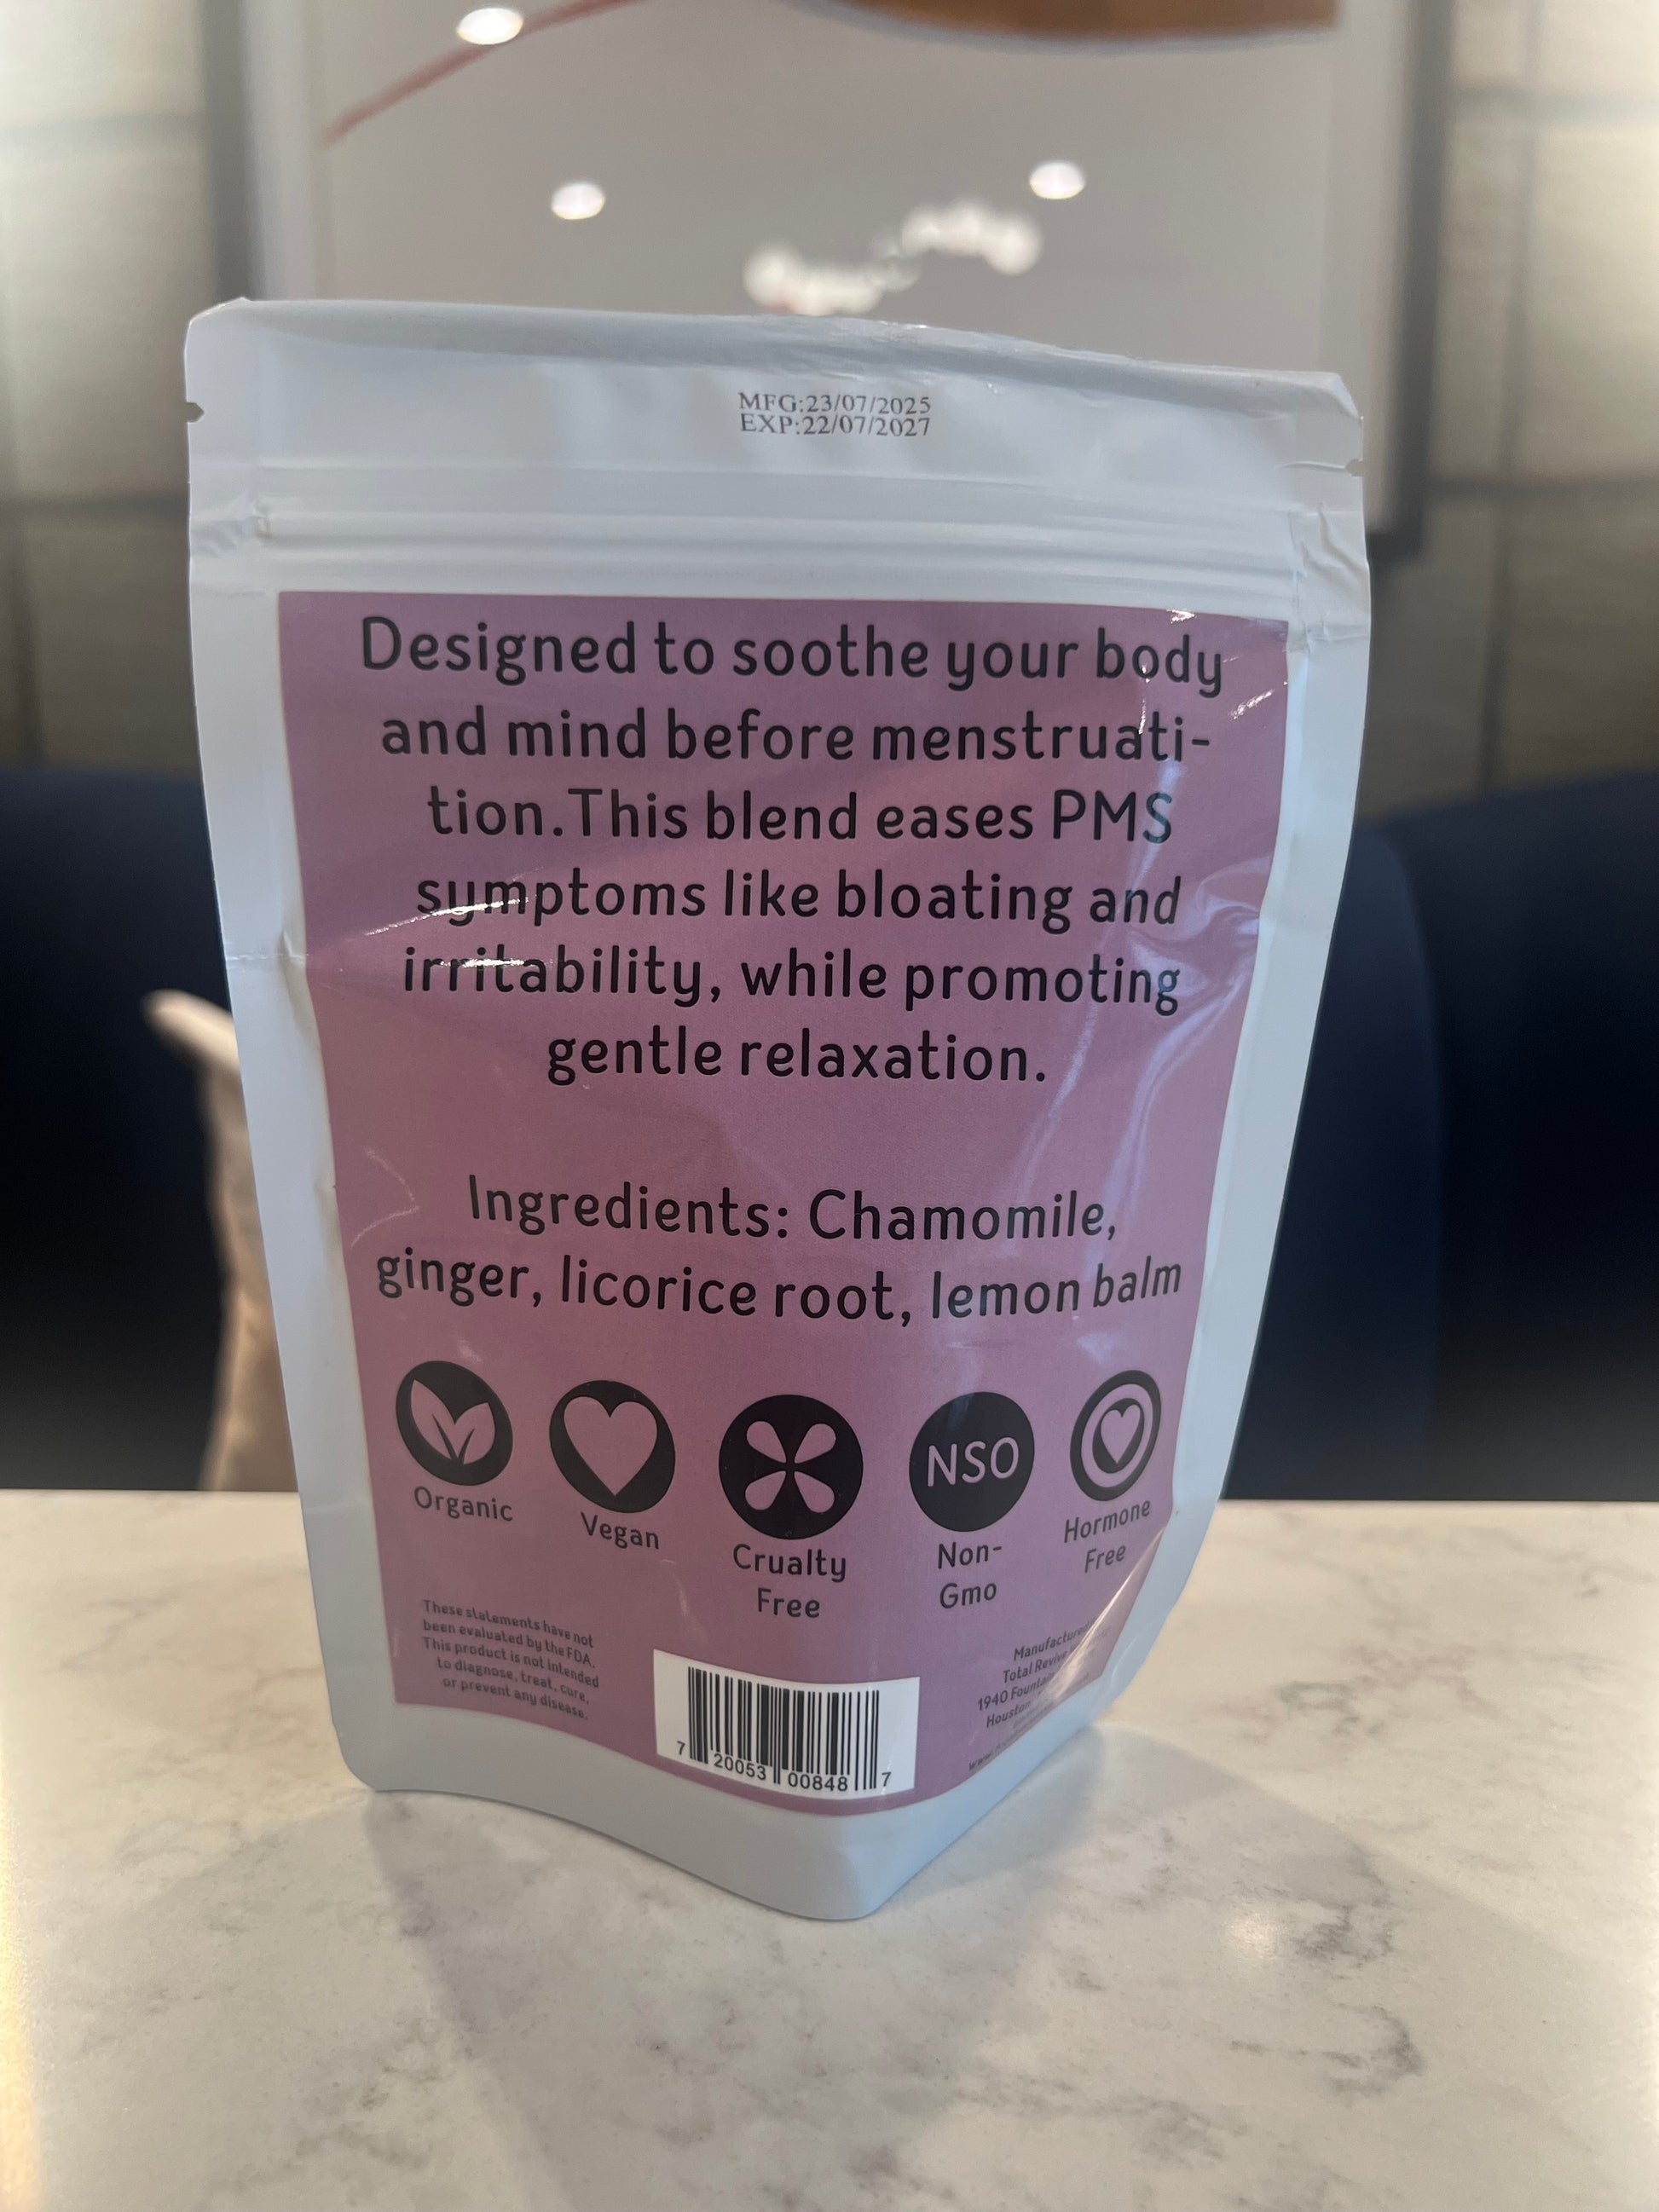 MFG:23/07/2025
EXP:22/07/2027
Designed to soothe your body
and mind before menstruati-
tion.This blend eases PMS
symptoms like bloating and
irritability, while promoting
gentle relaxation.
Ingredients: Chamomile,
ginger, licorice root, lemon balm
Organic
Vegan
Crualty
Free
NSO
Non-
Gmo
Hormone
Free
These statements have not
been evaluated by the FDA.
This product is not intended
to diagnose, treat, cure,
or prevent any disease.
7 20053 00848 7
Total Revive
1940
Houston